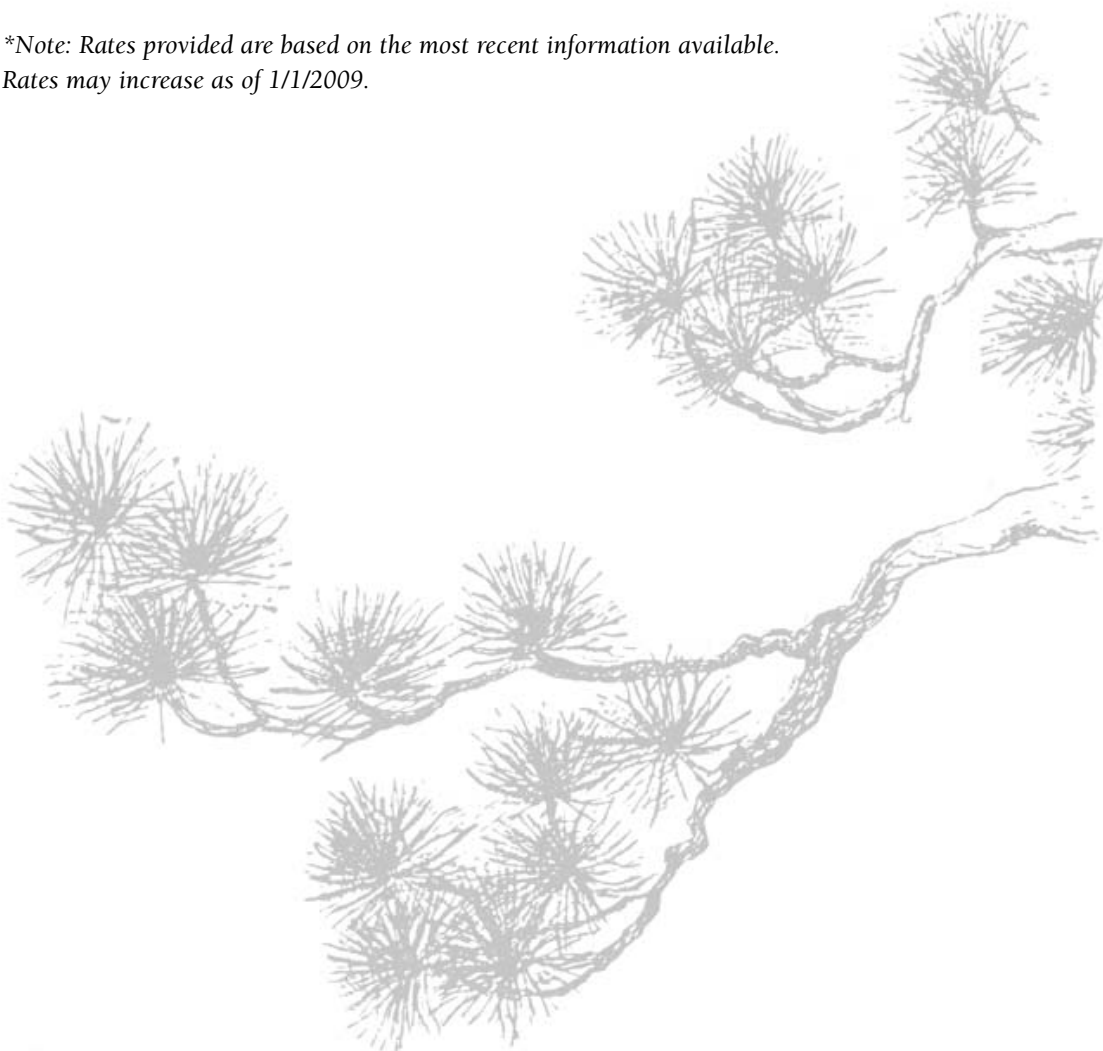 *Note: Rates provided are based on the most recent information available.
Rates may increase as of 1/1/2009.